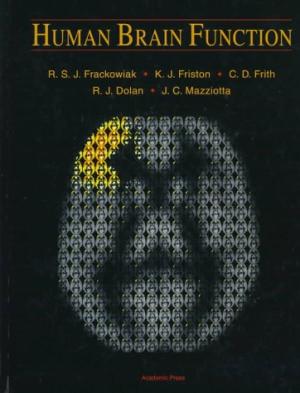 HUMAN BRAIN FUNCTION
R. S. J. Frackowiak • K. J. Friston • C. D. Frith
R. J. Dolan • J. C. Mazziotta
Academic Press